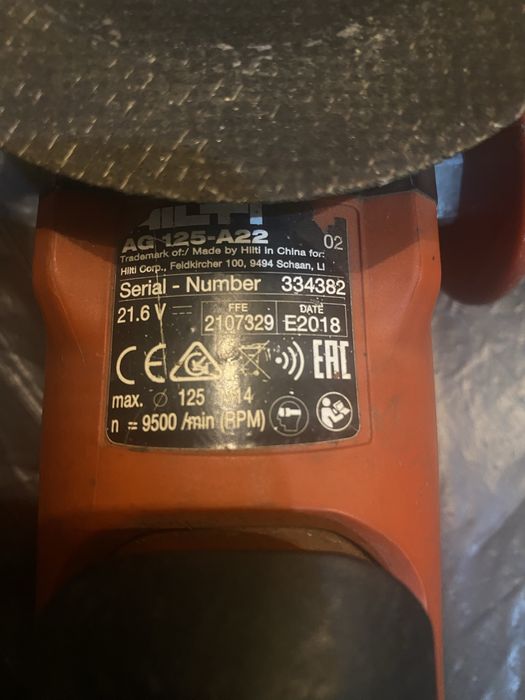 HILTI
AG 125-A22 02
Trademark of:/ Made by Hilti in China for:
Hilti Corp., Feldkircher 100, 9494 Schaan, LI
Serial - Number 334382
21.6 V FFE DATE
2107329 E2018
CE EAC
max. ⌀ 125 14
n = 9500 /min (RPM)